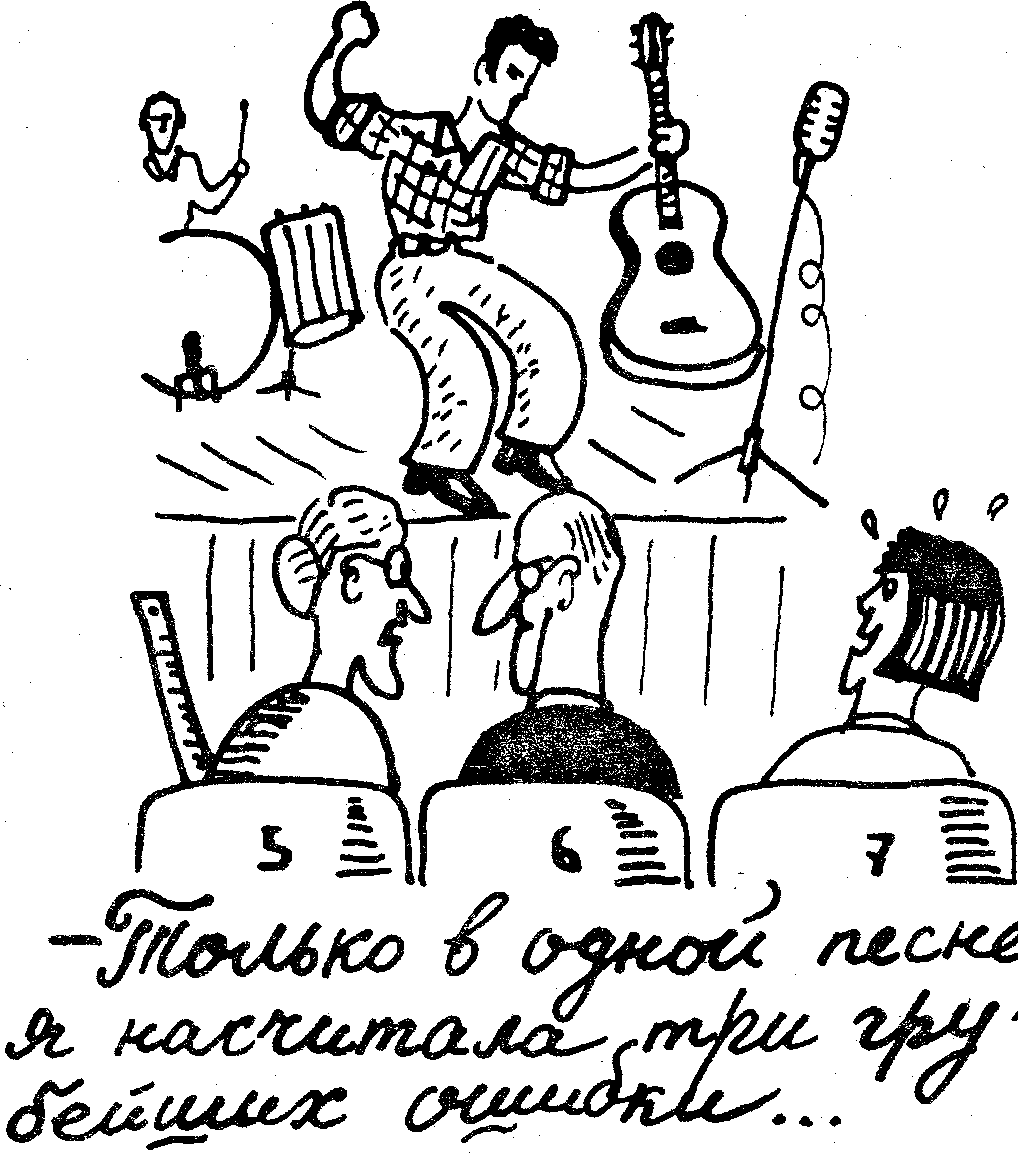 5 6 7
—Только в одной песне
я насчитала три гру-
бейших ошибки...